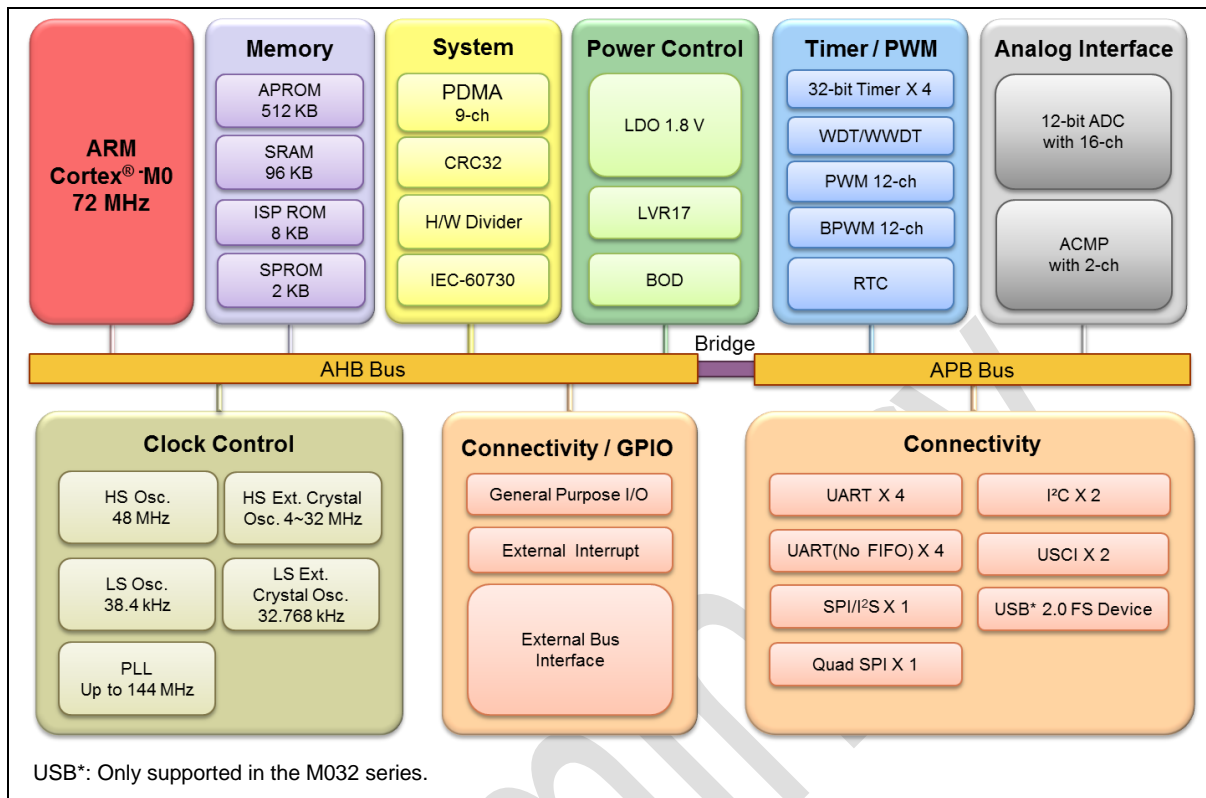 ARM
Cortex® -M0
72 MHz
Memory
APROM
512 KB
SRAM
96 KB
ISP ROM
8 KB
SPROM
2 KB
System
PDMA
9-ch
CRC32
H/W Divider
IEC-60730
Power Control
LDO 1.8 V
LVR17
BOD
Timer / PWM
32-bit Timer X 4
WDT/WWDT
PWM 12-ch
BPWM 12-ch
RTC
Analog Interface
12-bit ADC
with 16-ch
ACMP
with 2-ch
AHB Bus
Bridge
APB Bus
Clock Control
HS Osc.
48 MHz
HS Ext. Crystal
Osc. 4~32 MHz
LS Osc.
38.4 kHz
LS Ext.
Crystal Osc.
32.768 kHz
PLL
Up to 144 MHz
Connectivity / GPIO
General Purpose I/O
External Interrupt
External Bus
Interface
Connectivity
UART X 4
I²C X 2
UART(No FIFO) X 4
USCI X 2
SPI/I²S X 1
USB* 2.0 FS Device
Quad SPI X 1
USB*: Only supported in the M032 series.